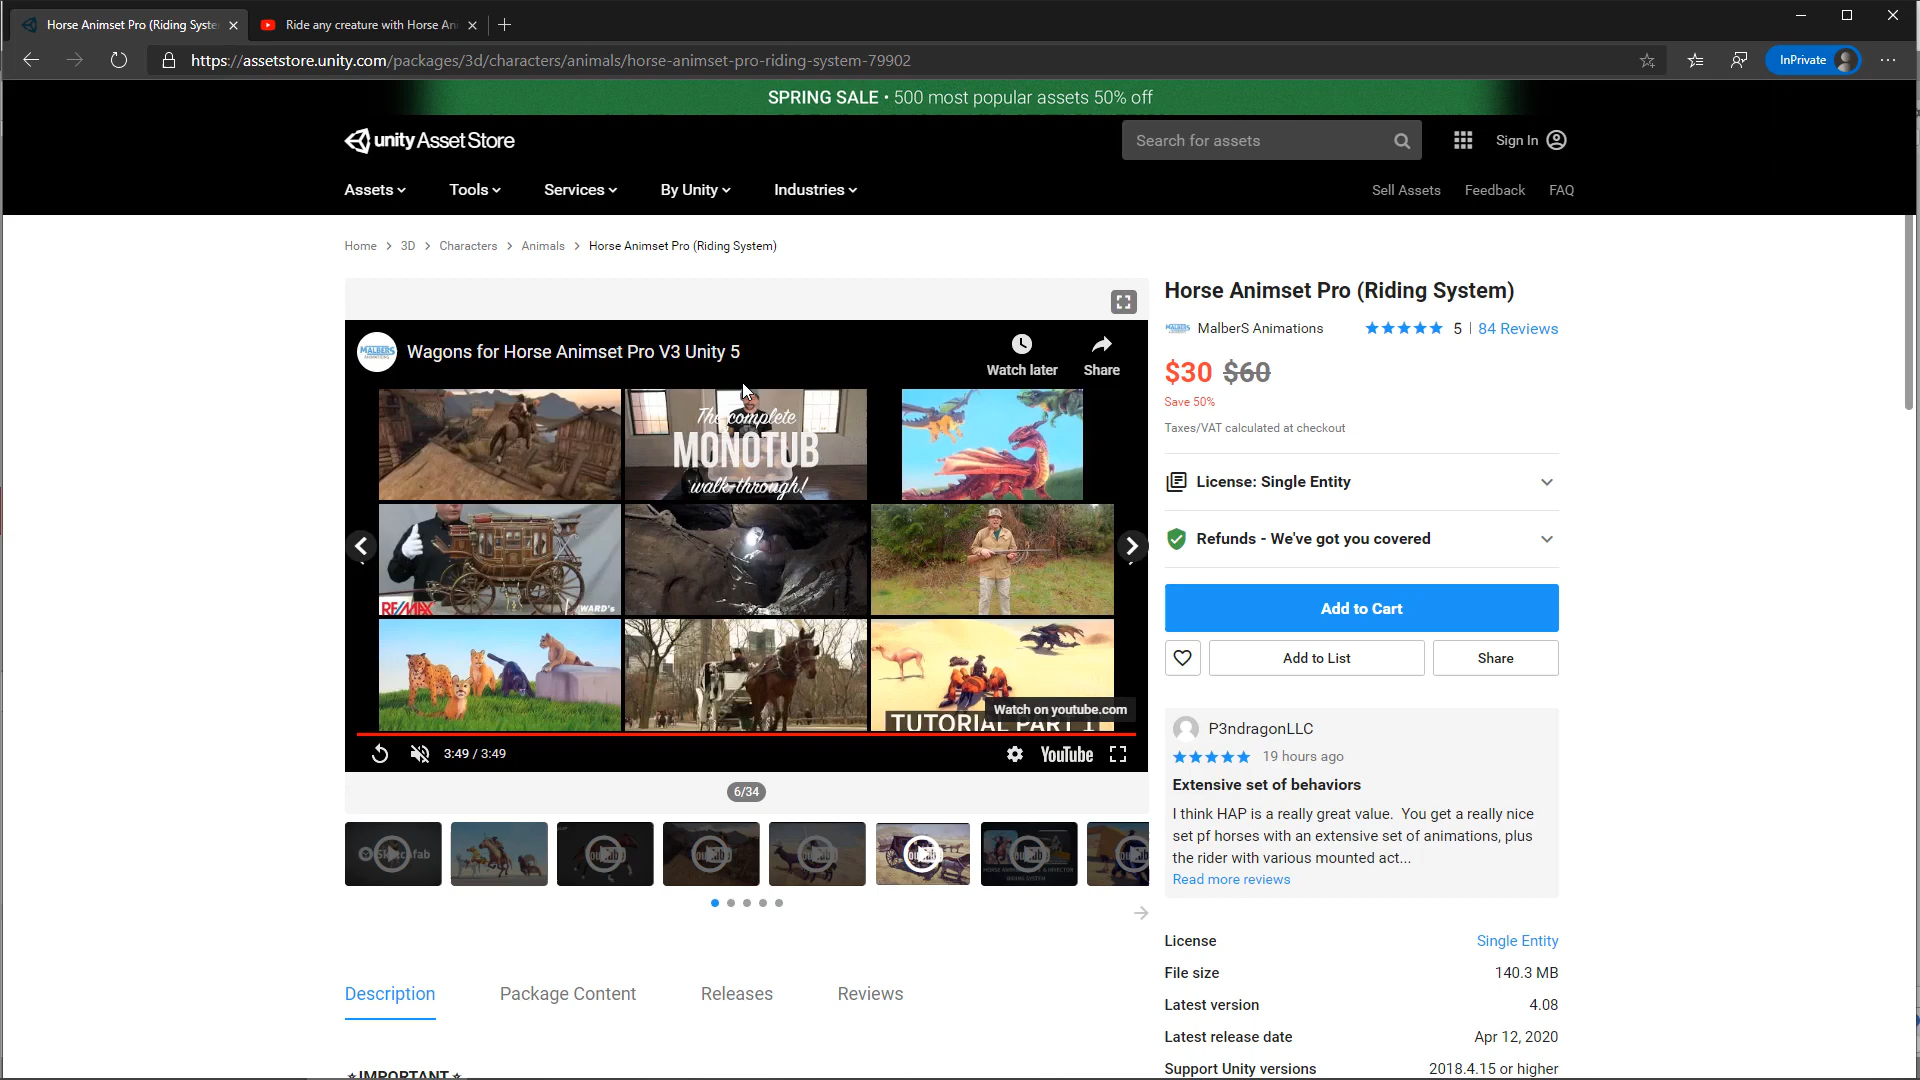 Horse Animset Pro (Riding Syste
Ride any creature with Horse An
https://assetstore.unity.com/packages/3d/characters/animals/horse-animset-pro-riding-system-79902
InPrivate
SPRING SALE • 500 most popular assets 50% off
unity Asset Store
Search for assets
Sign In
Assets
Tools
Services
By Unity
Industries
Sell Assets
Feedback
FAQ
Home > 3D > Characters > Animals > Horse Animset Pro (Riding System)
MALBERS
ANIMATIONS
Wagons for Horse Animset Pro V3 Unity 5
Watch later
Share
The complete
MONOTUB
walk-through!
RE/MAX
WARD's
TUTORIAL PART 1
Watch on youtube.com
3:49 / 3:49
YouTube
6/34
Sketchfab
Description
Package Content
Releases
Reviews
*IMPORTANT*
Horse Animset Pro (Riding System)
MALBERS
MalberS Animations
5 | 84 Reviews
$30 $60
Save 50%
Taxes/VAT calculated at checkout
License: Single Entity
Refunds - We've got you covered
Add to Cart
Add to List
Share
P3ndragonLLC
19 hours ago
Extensive set of behaviors
I think HAP is a really great value. You get a really nice
set pf horses with an extensive set of animations, plus
the rider with various mounted act...
Read more reviews
License Single Entity
File size 140.3 MB
Latest version 4.08
Latest release date Apr 12, 2020
Support Unity versions 2018.4.15 or higher